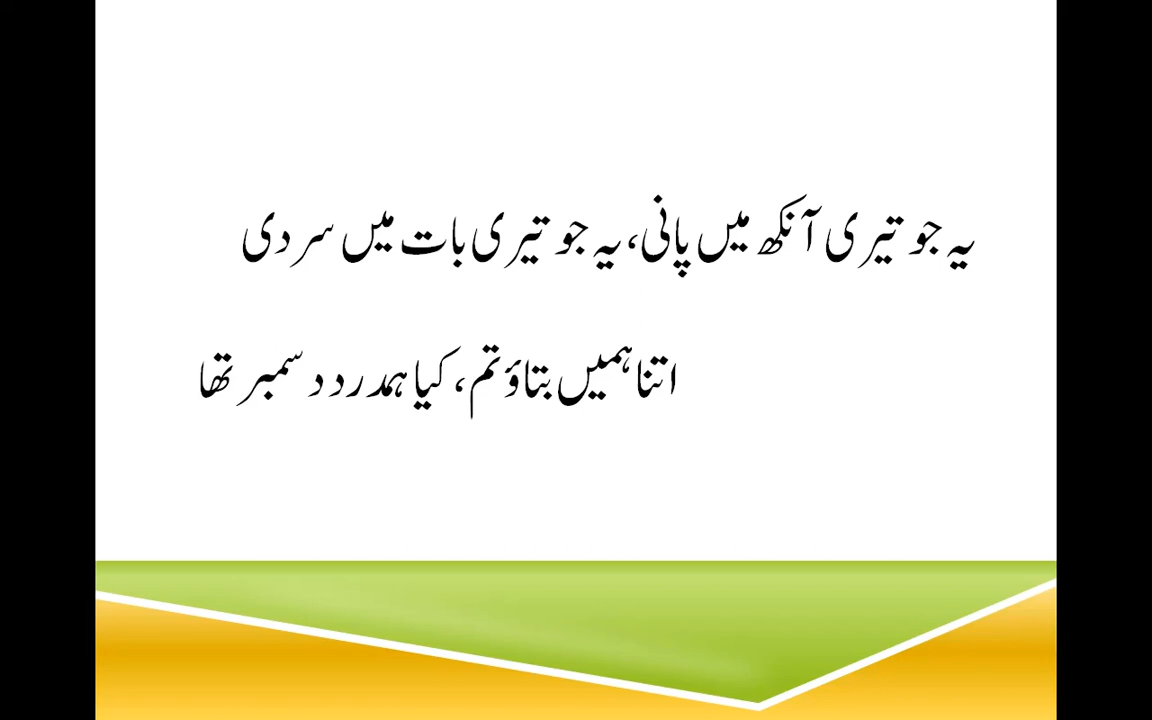 یہ جو تیری آنکھ میں پانی، یہ جو تیری بات میں سردی
اتنا ہمیں بتاؤ تم، کیا ہمدرد دسمبر تھا